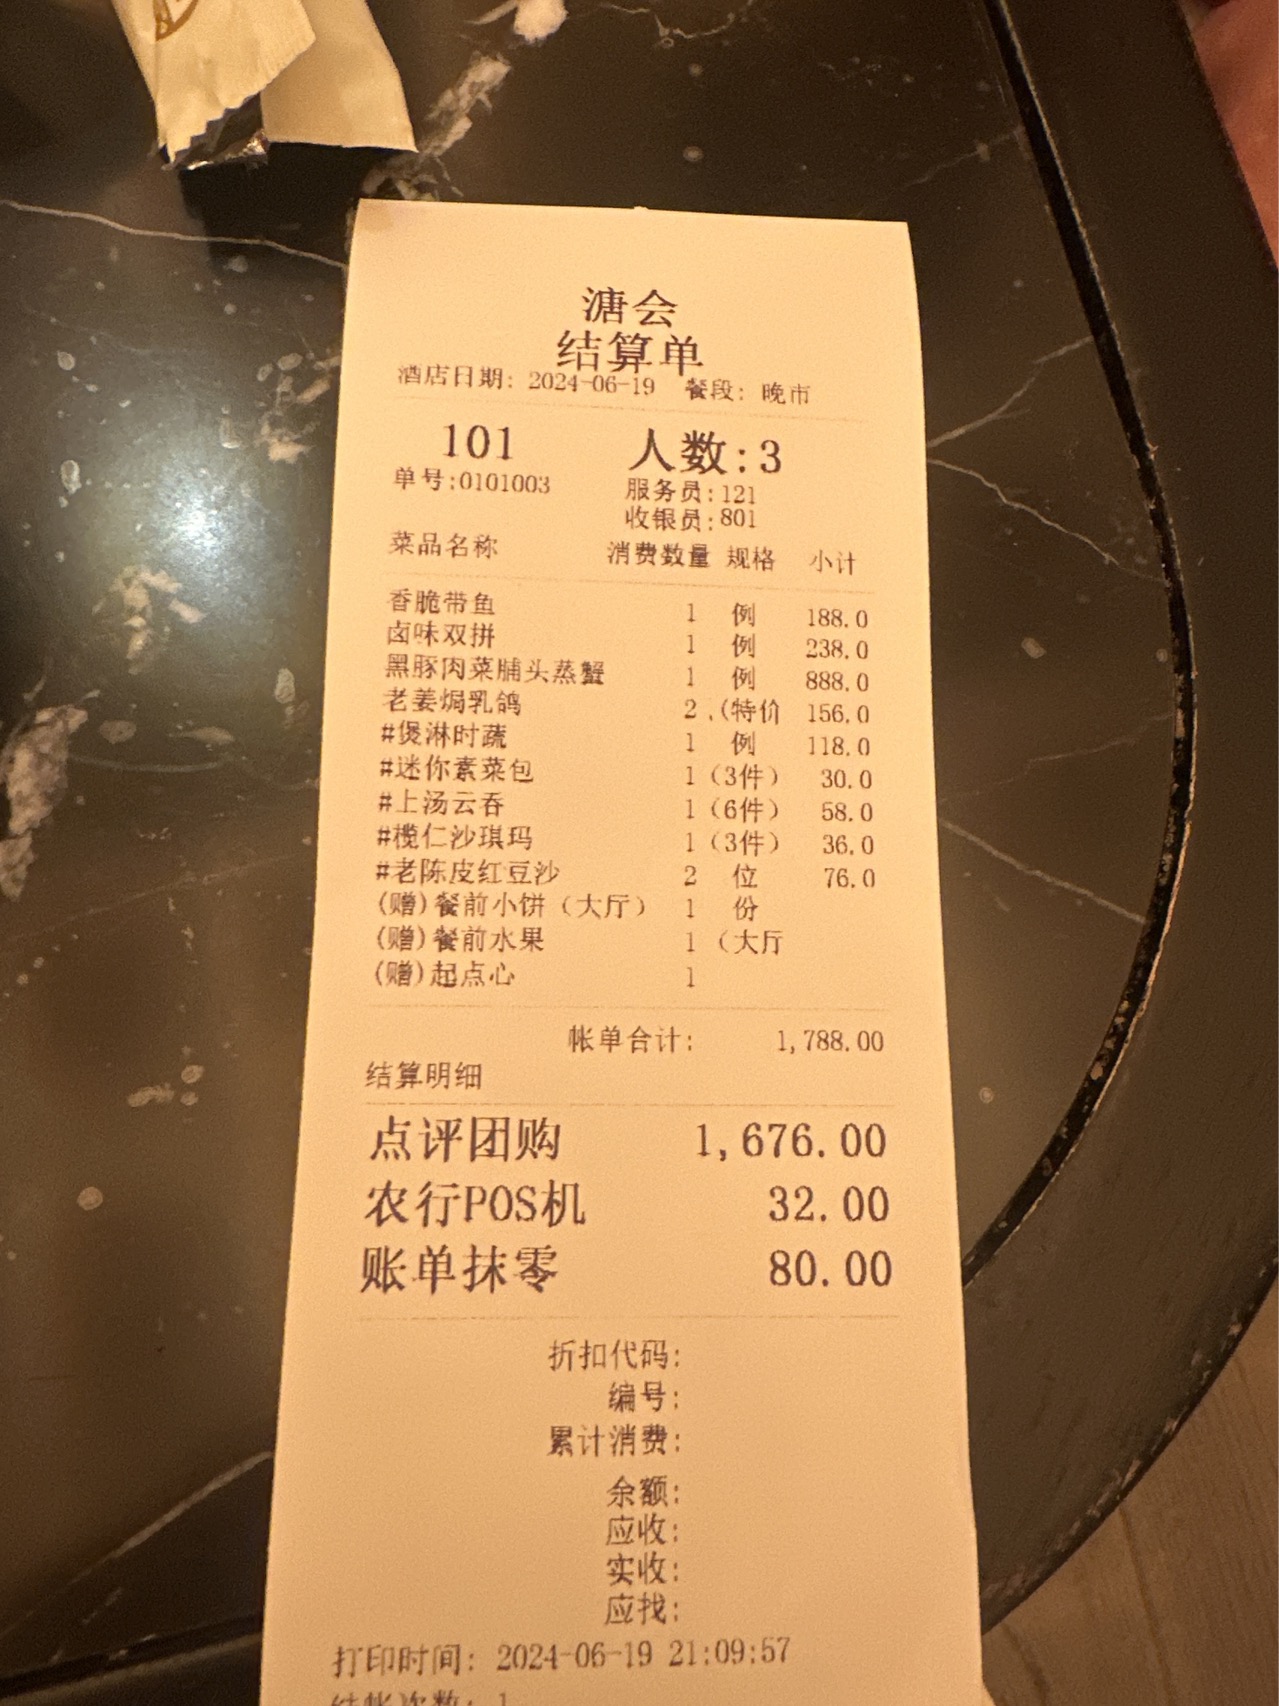 溏会
结算单
酒店日期: 2024-06-19 餐段: 晚市
101 人数:3
单号:0101003 服务员:121
收银员:801
菜品名称 消费数量 规格 小计
香脆带鱼 1 例 188.0
卤味双拼 1 例 238.0
黑豚肉菜脯头蒸蟹 1 例 888.0
老姜焗乳鸽 2 .(特价 156.0
#煲淋时蔬 1 例 118.0
#迷你素菜包 1 (3件) 30.0
#上汤云吞 1 (6件) 58.0
#榄仁沙琪玛 1 (3件) 36.0
#老陈皮红豆沙 2 位 76.0
(赠)餐前小饼（大厅） 1 份
(赠)餐前水果 1 （大厅
(赠)起点心 1
帐单合计: 1,788.00
结算明细
点评团购 1,676.00
农行POS机 32.00
账单抹零 80.00
折扣代码:
编号:
累计消费:
余额:
应收:
实收:
应找:
打印时间: 2024-06-19 21:09:57
结帐次数: 1